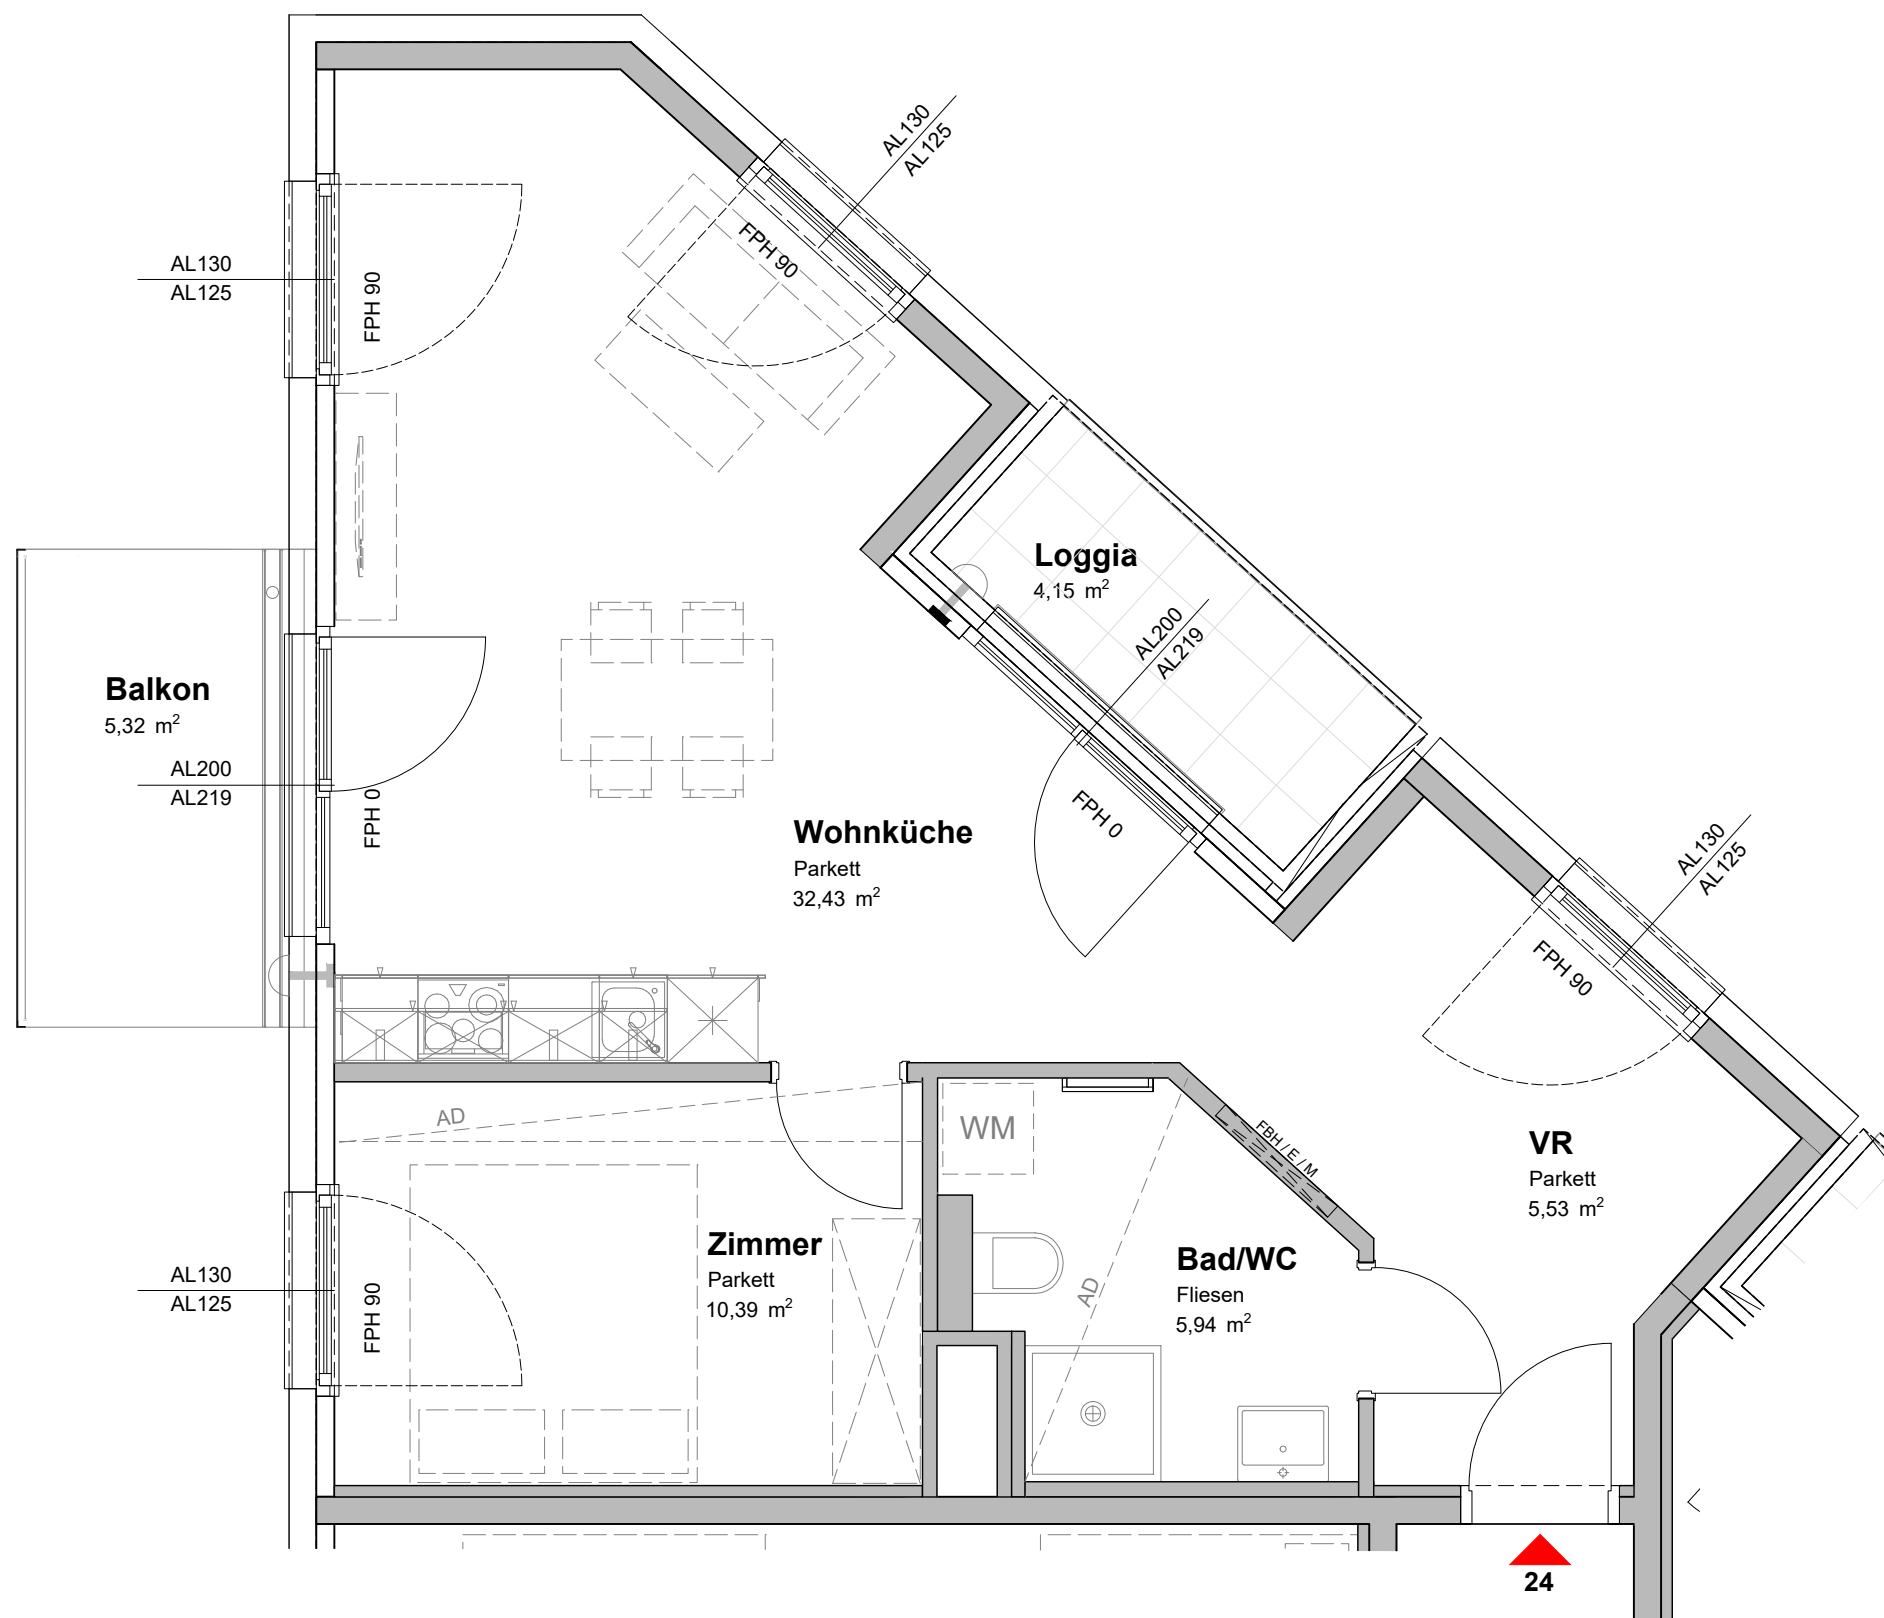 AL130
AL125
AL130
AL125
FPH 90
FPH 90
Loggia
4,15 m²
AL200
AL219
Balkon
5,32 m²
AL200
AL219
FPH 0
FPH 0
Wohnküche
Parkett
32,43 m²
AL130
AL125
FPH 90
AD
WM
FBH / E / M
VR
Parkett
5,53 m²
Zimmer
Parkett
10,39 m²
Bad/WC
Fliesen
5,94 m²
AD
AL130
AL125
FPH 90
24